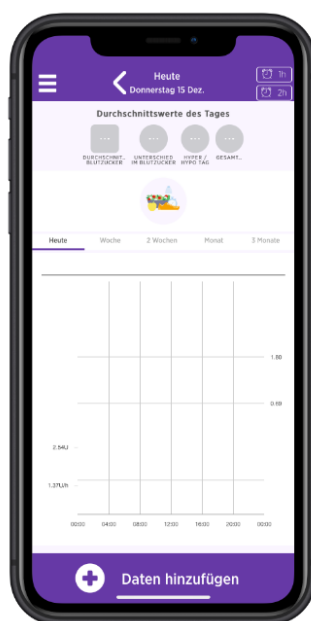 Heute
Donnerstag 15 Dez.
1h
2h
Durchschnittswerte des Tages
--- --- --- ---
DURCHSCHNIT.. UNTERSCHIED HYPER / GESAMT..
BLUTZUCKER IM BLUTZUCKER HYPO TAG
Heute Woche 2 Wochen Monat 3 Monate
1.80
0.69
2.54U
1.37U/h
00:00 04:00 08:00 12:00 16:00 20:00 00:00
Daten hinzufügen